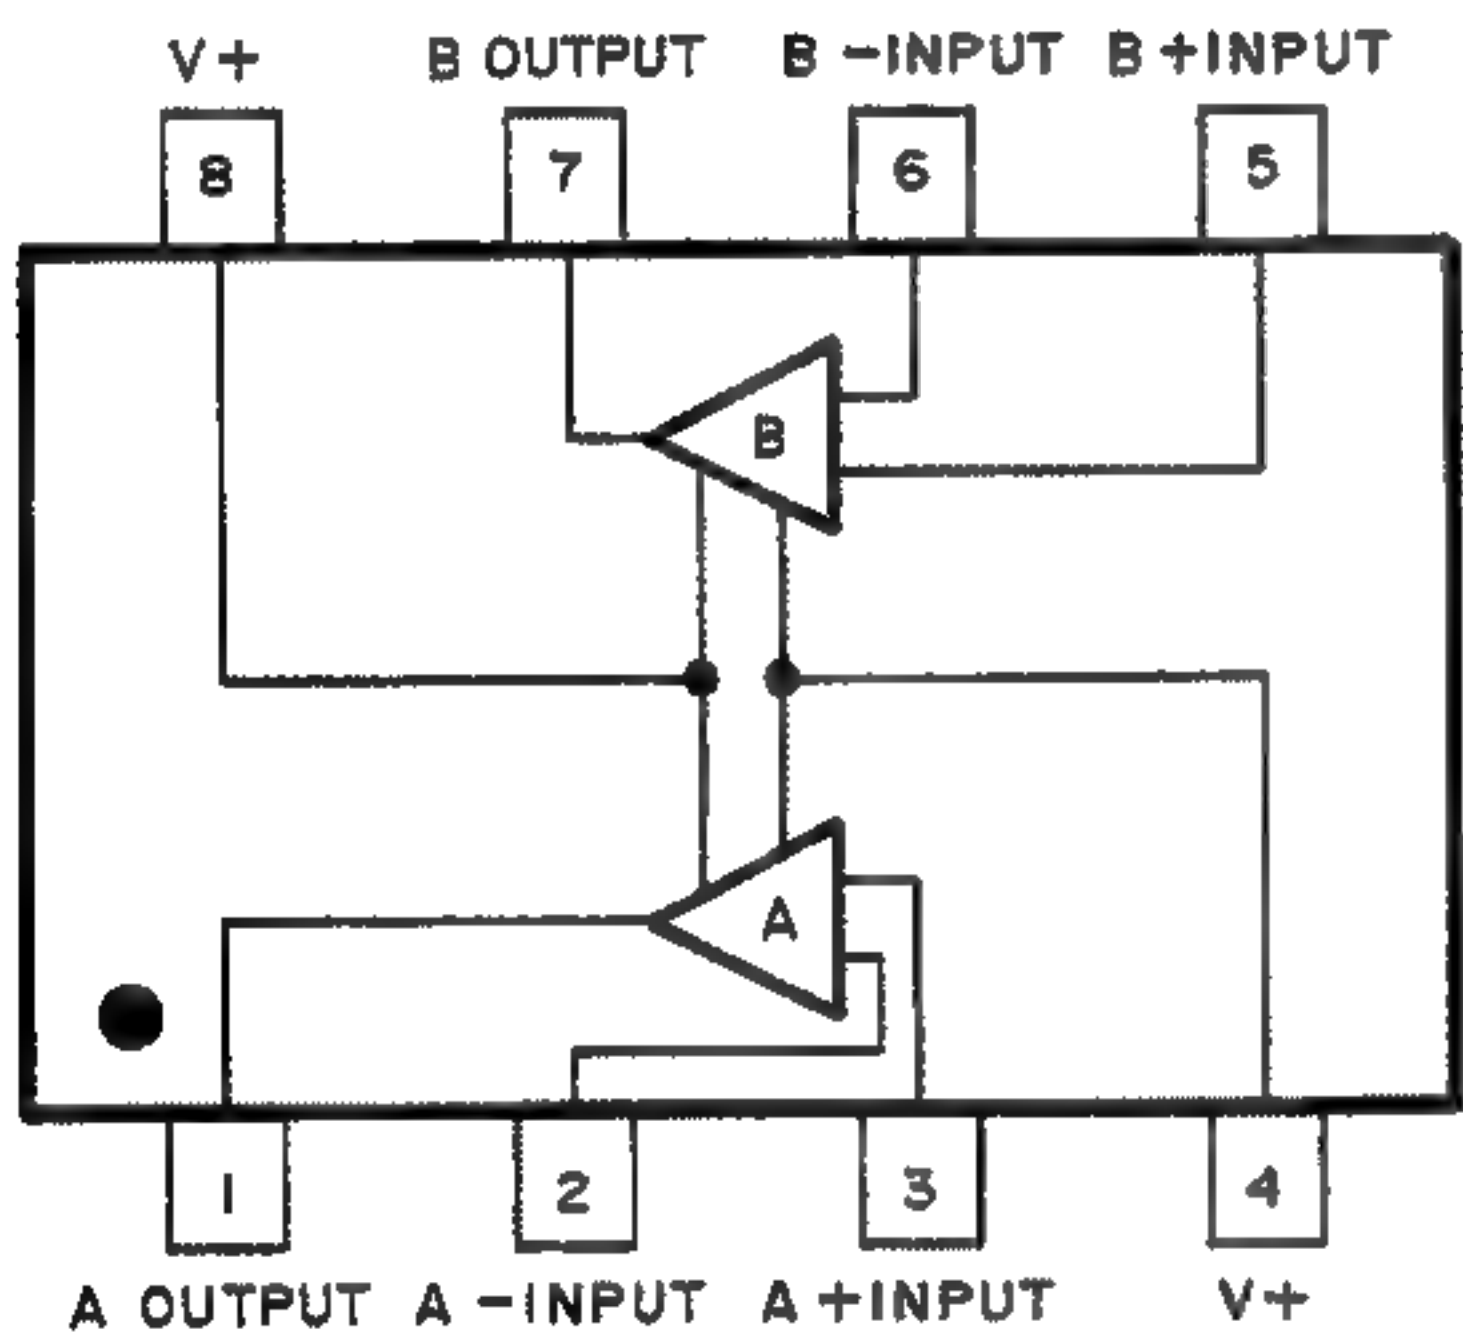 V+ B OUTPUT B -INPUT B +INPUT
8 7 6 5
B
A
1 2 3 4
A OUTPUT A -INPUT A +INPUT V+